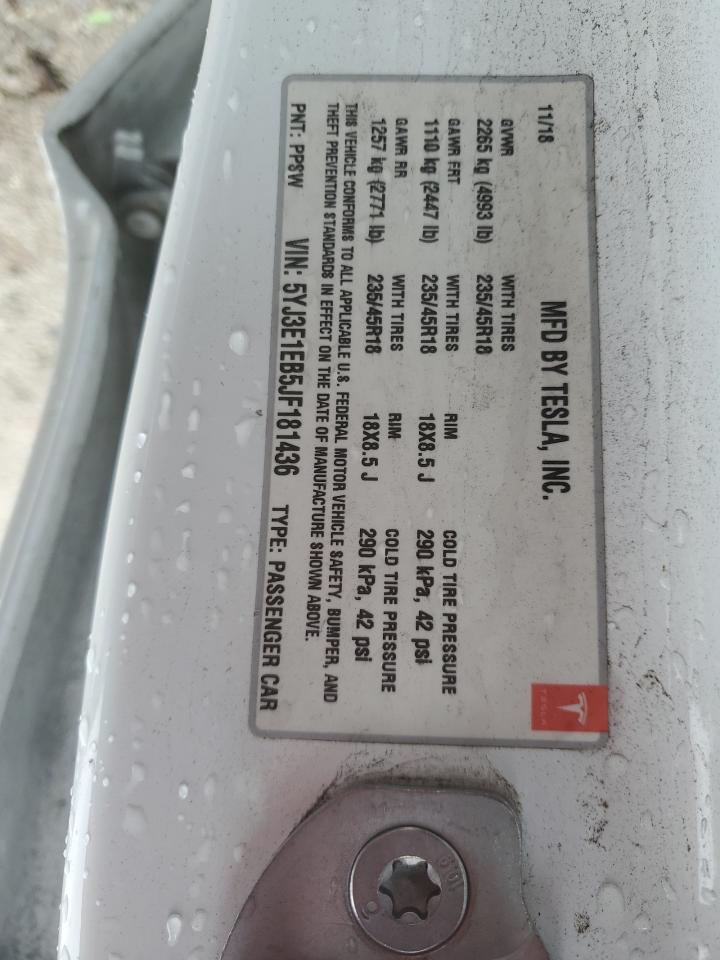 MFD BY TESLA, INC.
11/18
GVWR WITH TIRES
2265 kg (4993 lb) 235/45R18
GAWR FRT WITH TIRES RIM COLD TIRE PRESSURE
1110 kg (2447 lb) 235/45R18 18X8.5 J 290 kPa, 42 psi
GAWR RR WITH TIRES RIM COLD TIRE PRESSURE
1257 kg (2771 lb) 235/45R18 18X8.5 J 290 kPa, 42 psi
THIS VEHICLE CONFORMS TO ALL APPLICABLE U.S. FEDERAL MOTOR VEHICLE SAFETY, BUMPER, AND
THEFT PREVENTION STANDARDS IN EFFECT ON THE DATE OF MANUFACTURE SHOWN ABOVE.
PNT: PPSW VIN: 5YJ3E1EB5JF181436 TYPE: PASSENGER CAR
TESLA